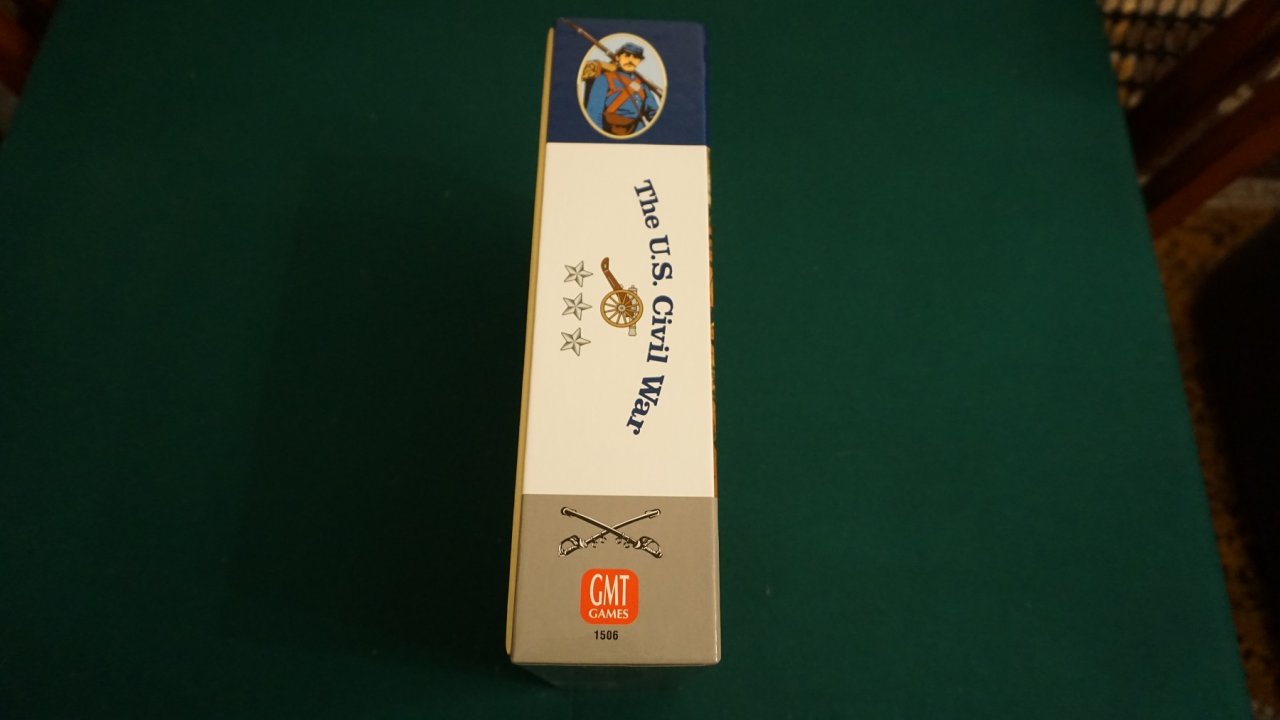 The U.S. Civil War
GMT
GAMES
1506